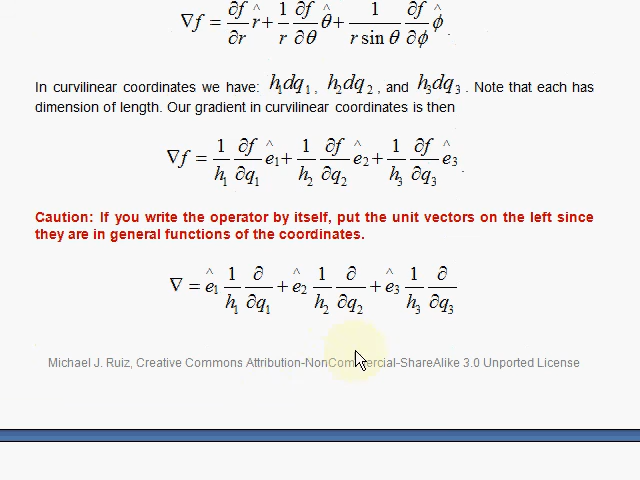 ∇f = ∂f/∂r r̂ + 1/r ∂f/∂θ θ̂ + 1/(r sin θ) ∂f/∂ϕ ϕ̂ .
In curvilinear coordinates we have: h₁dq₁ , h₂dq₂ , and h₃dq₃ . Note that each has
dimension of length. Our gradient in curvilinear coordinates is then
∇f = 1/h₁ ∂f/∂q₁ ê₁ + 1/h₂ ∂f/∂q₂ ê₂ + 1/h₃ ∂f/∂q₃ ê₃ .
Caution: If you write the operator by itself, put the unit vectors on the left since
they are in general functions of the coordinates.
∇ = ê₁ 1/h₁ ∂/∂q₁ + ê₂ 1/h₂ ∂/∂q₂ + ê₃ 1/h₃ ∂/∂q₃
Michael J. Ruiz, Creative Commons Attribution-NonCommercial-ShareAlike 3.0 Unported License